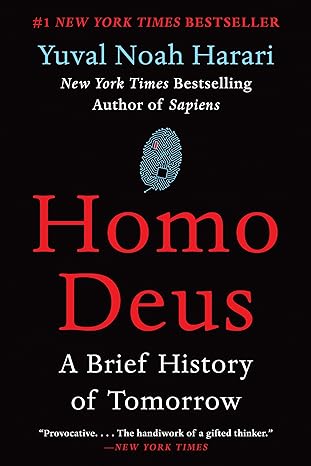 #1 NEW YORK TIMES BESTSELLER
Yuval Noah Harari
New York Times Bestselling
Author of Sapiens
Homo
Deus
A Brief History
of Tomorrow
“Provocative. . . . The handiwork of a gifted thinker.”
—NEW YORK TIMES